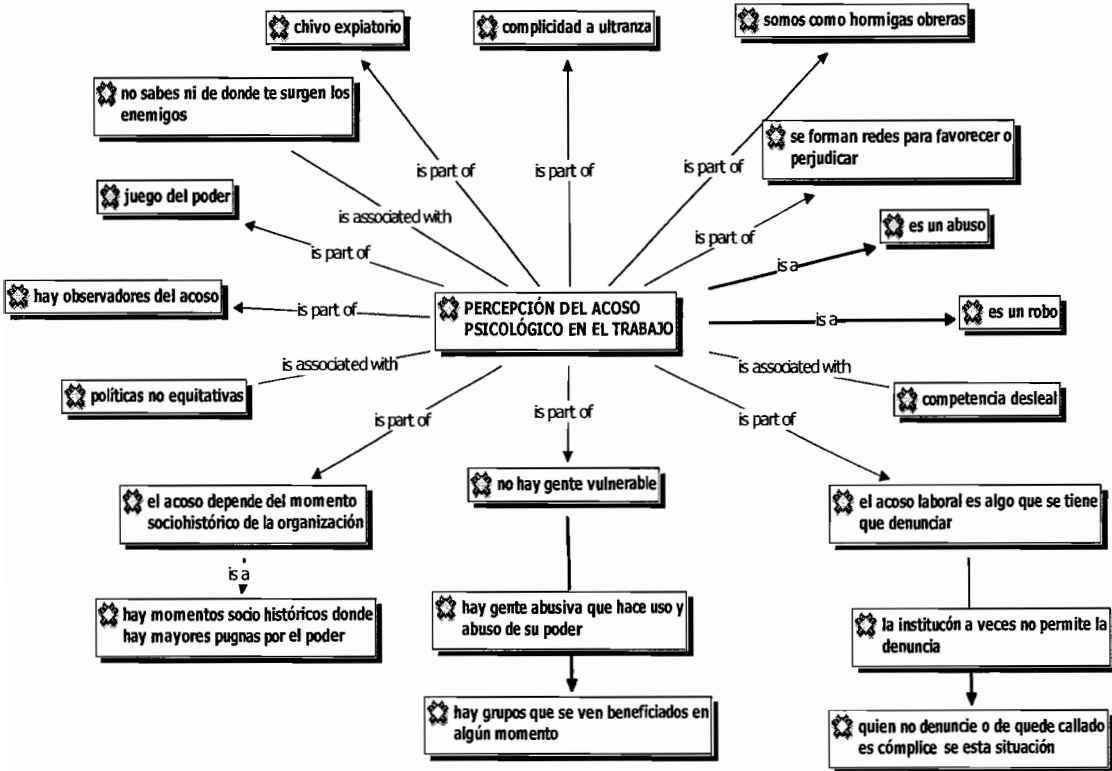 chivo expiatorio
complicidad a ultranza
somos como hormigas obreras
no sabes ni de donde te surgen los
enemigos
se forman redes para favorecer o
perjudicar
is part of
is part of
is part of
juego del poder
is associated with
es un abuso
is part of
is part of
is a
hay observadores del acoso
is part of
PERCEPCIÓN DEL ACOSO
PSICOLÓGICO EN EL TRABAJO
is a
es un robo
is associated with
is associated with
políticas no equitativas
competencia desleal
is part of
is part of
is part of
el acoso depende del momento
sociohistórico de la organización
no hay gente vulnerable
el acoso laboral es algo que se tiene
que denunciar
is a
hay momentos socio históricos donde
hay mayores pugnas por el poder
hay gente abusiva que hace uso y
abuso de su poder
la institucón a veces no permite la
denuncia
hay grupos que se ven beneficiados en
algún momento
quien no denuncie o de quede callado
es cómplice se esta situación